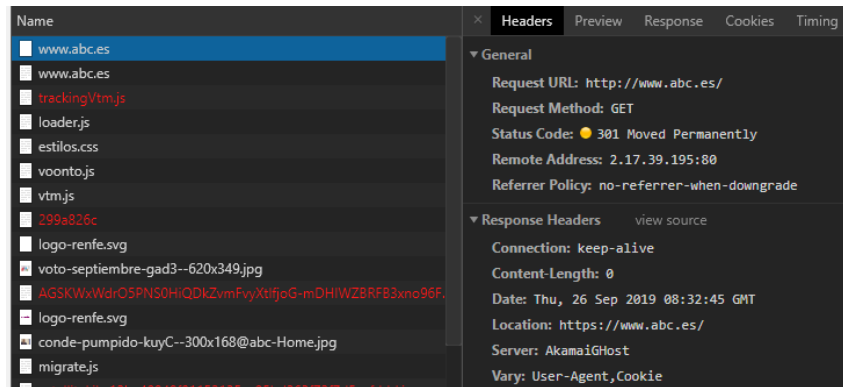 Name
www.abc.es
www.abc.es
trackingVtm.js
loader.js
estilos.css
voonto.js
vtm.js
299a826c
logo-renfe.svg
voto-septiembre-gad3--620x349.jpg
AGSKWxWdrO5PNS0HiQDkZvmFvyXtIfjoG-mDHIWZBRFB3xno96F.
logo-renfe.svg
conde-pumpido-kuyC--300x168@abc-Home.jpg
migrate.js
× Headers Preview Response Cookies Timing
▼ General
Request URL: http://www.abc.es/
Request Method: GET
Status Code: 301 Moved Permanently
Remote Address: 2.17.39.195:80
Referrer Policy: no-referrer-when-downgrade
▼ Response Headers view source
Connection: keep-alive
Content-Length: 0
Date: Thu, 26 Sep 2019 08:32:45 GMT
Location: https://www.abc.es/
Server: AkamaiGHost
Vary: User-Agent,Cookie